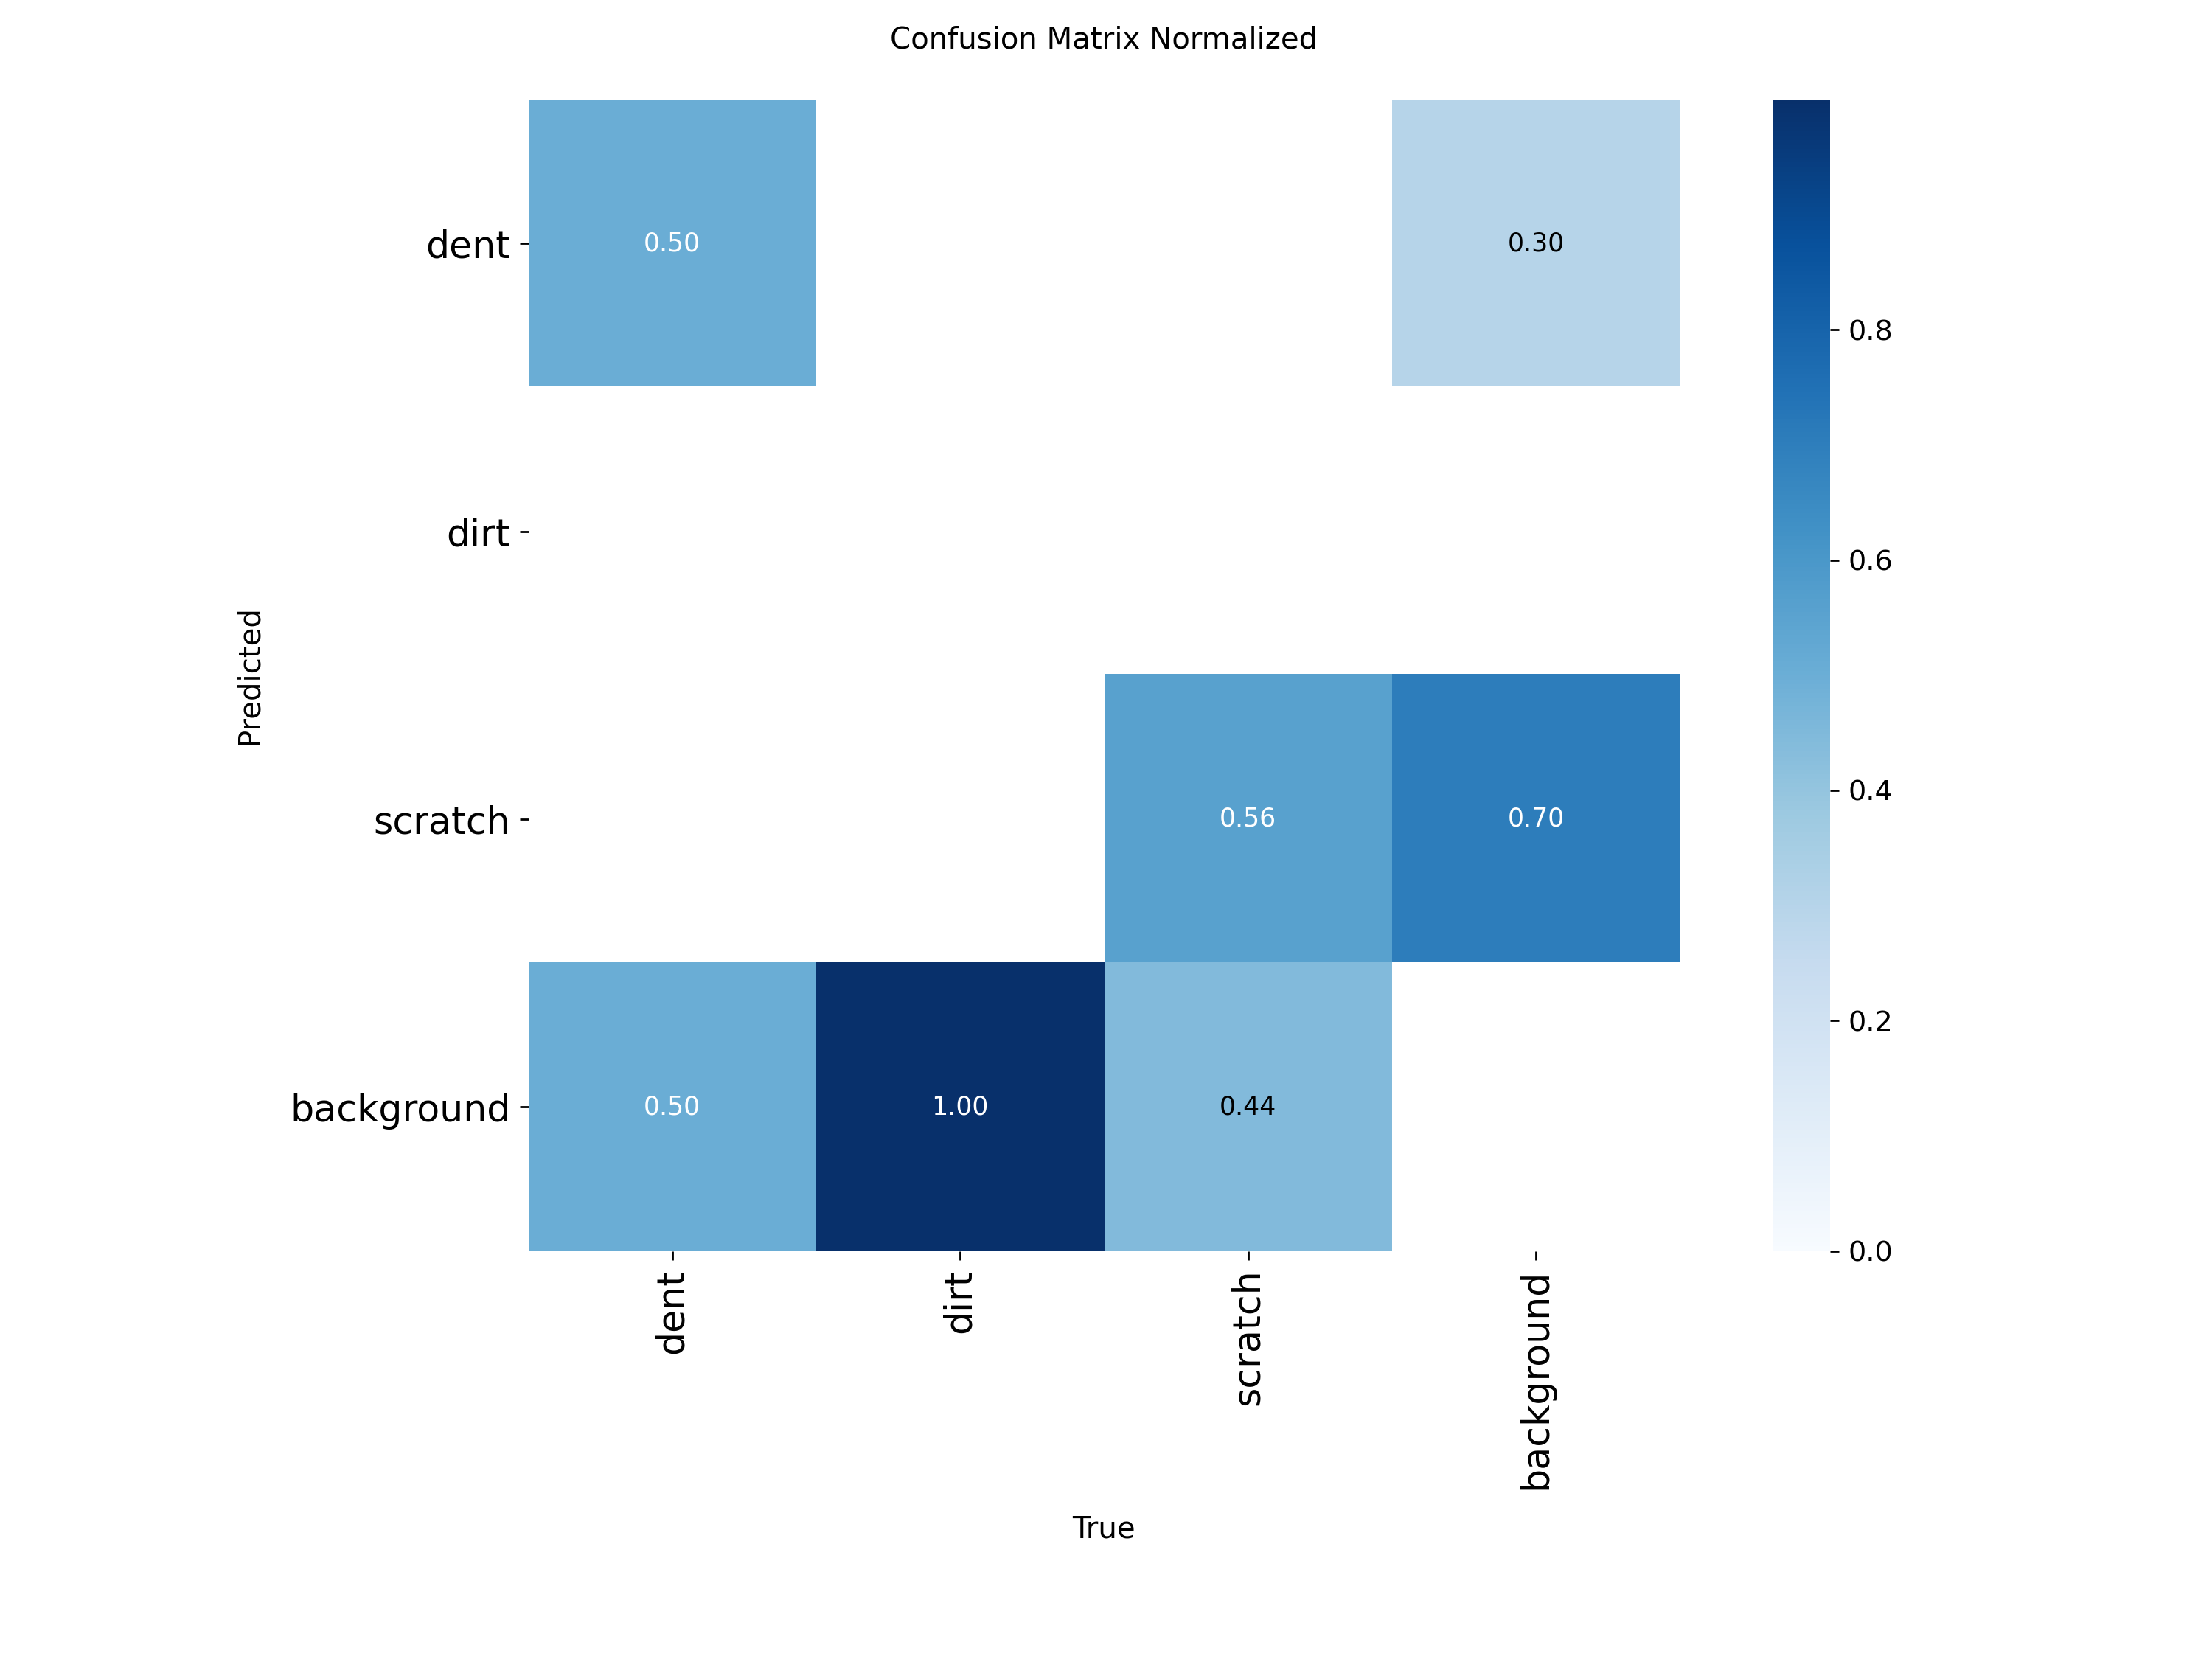 Confusion Matrix Normalized
dent
0.50
0.30
0.8
dirt
0.6
Predicted
scratch
0.56
0.70
0.4
background
0.50
1.00
0.44
0.2
0.0
dent
dirt
scratch
background
True